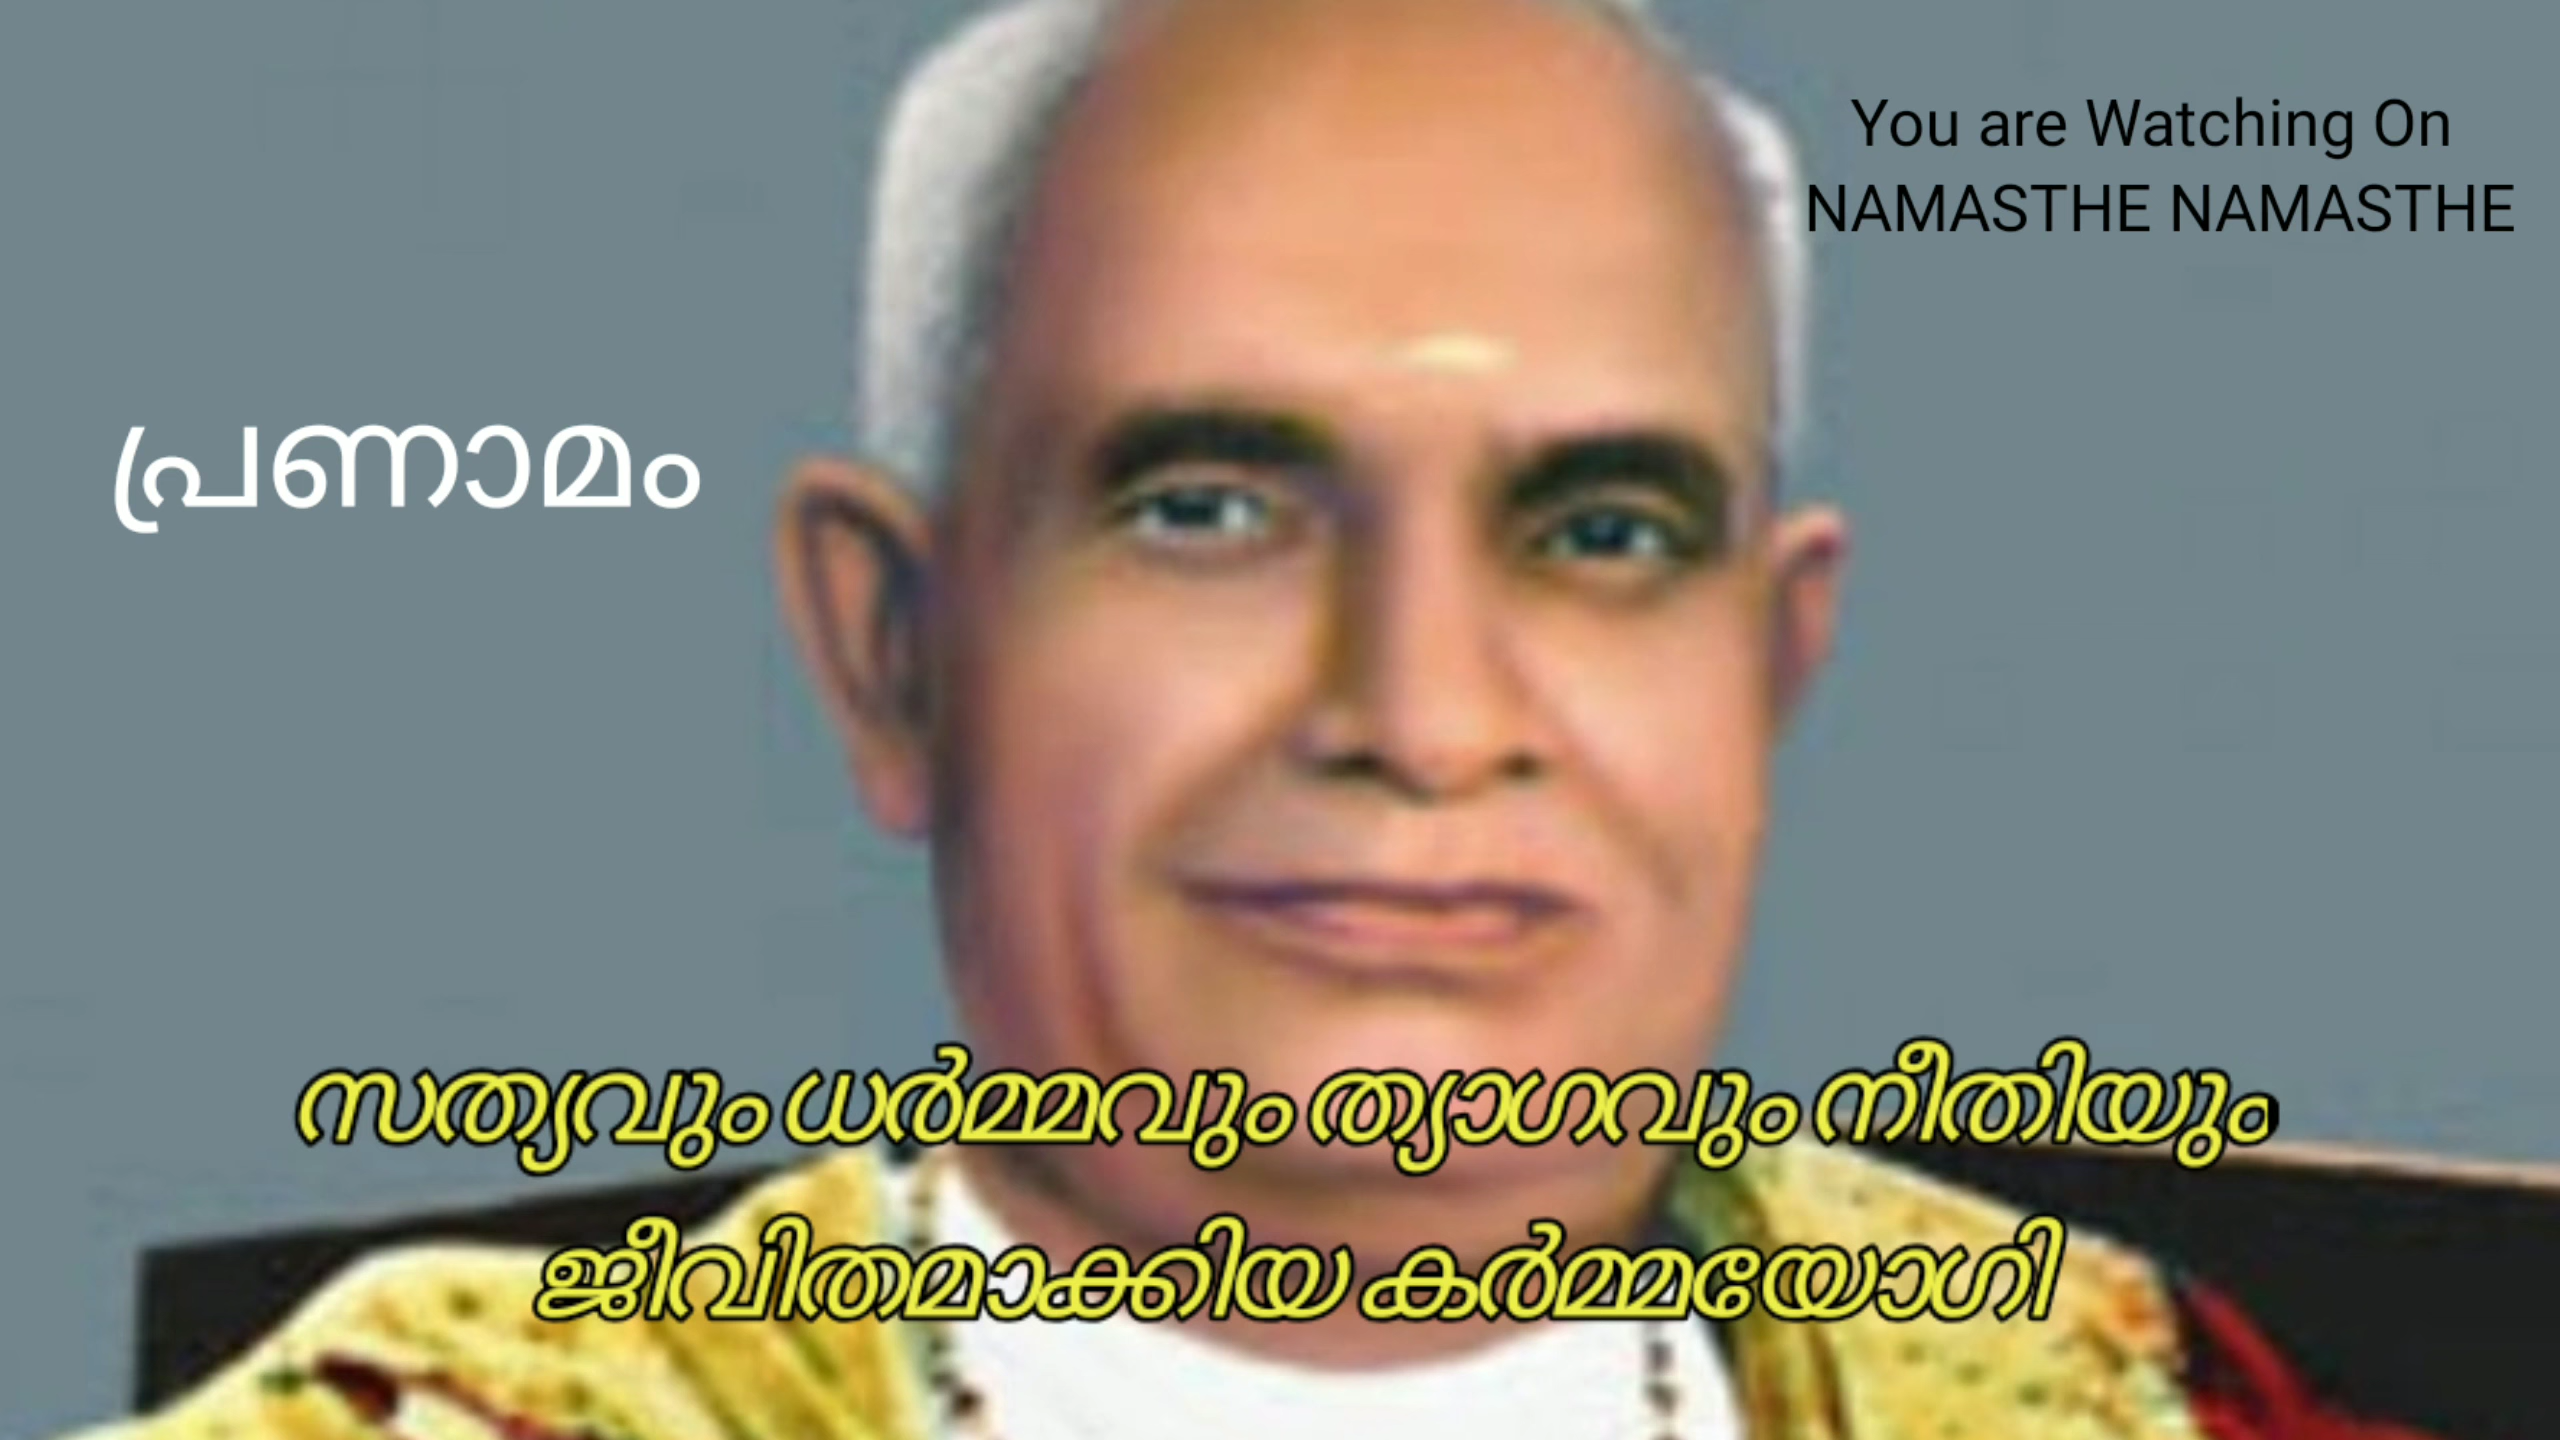 You are Watching On
NAMASTHE NAMASTHE
പ്രണാമം
സത്യവും ധർമ്മവും ത്യാഗവും നീതിയും
ജീവിതമാക്കിയ കർമ്മയോഗി